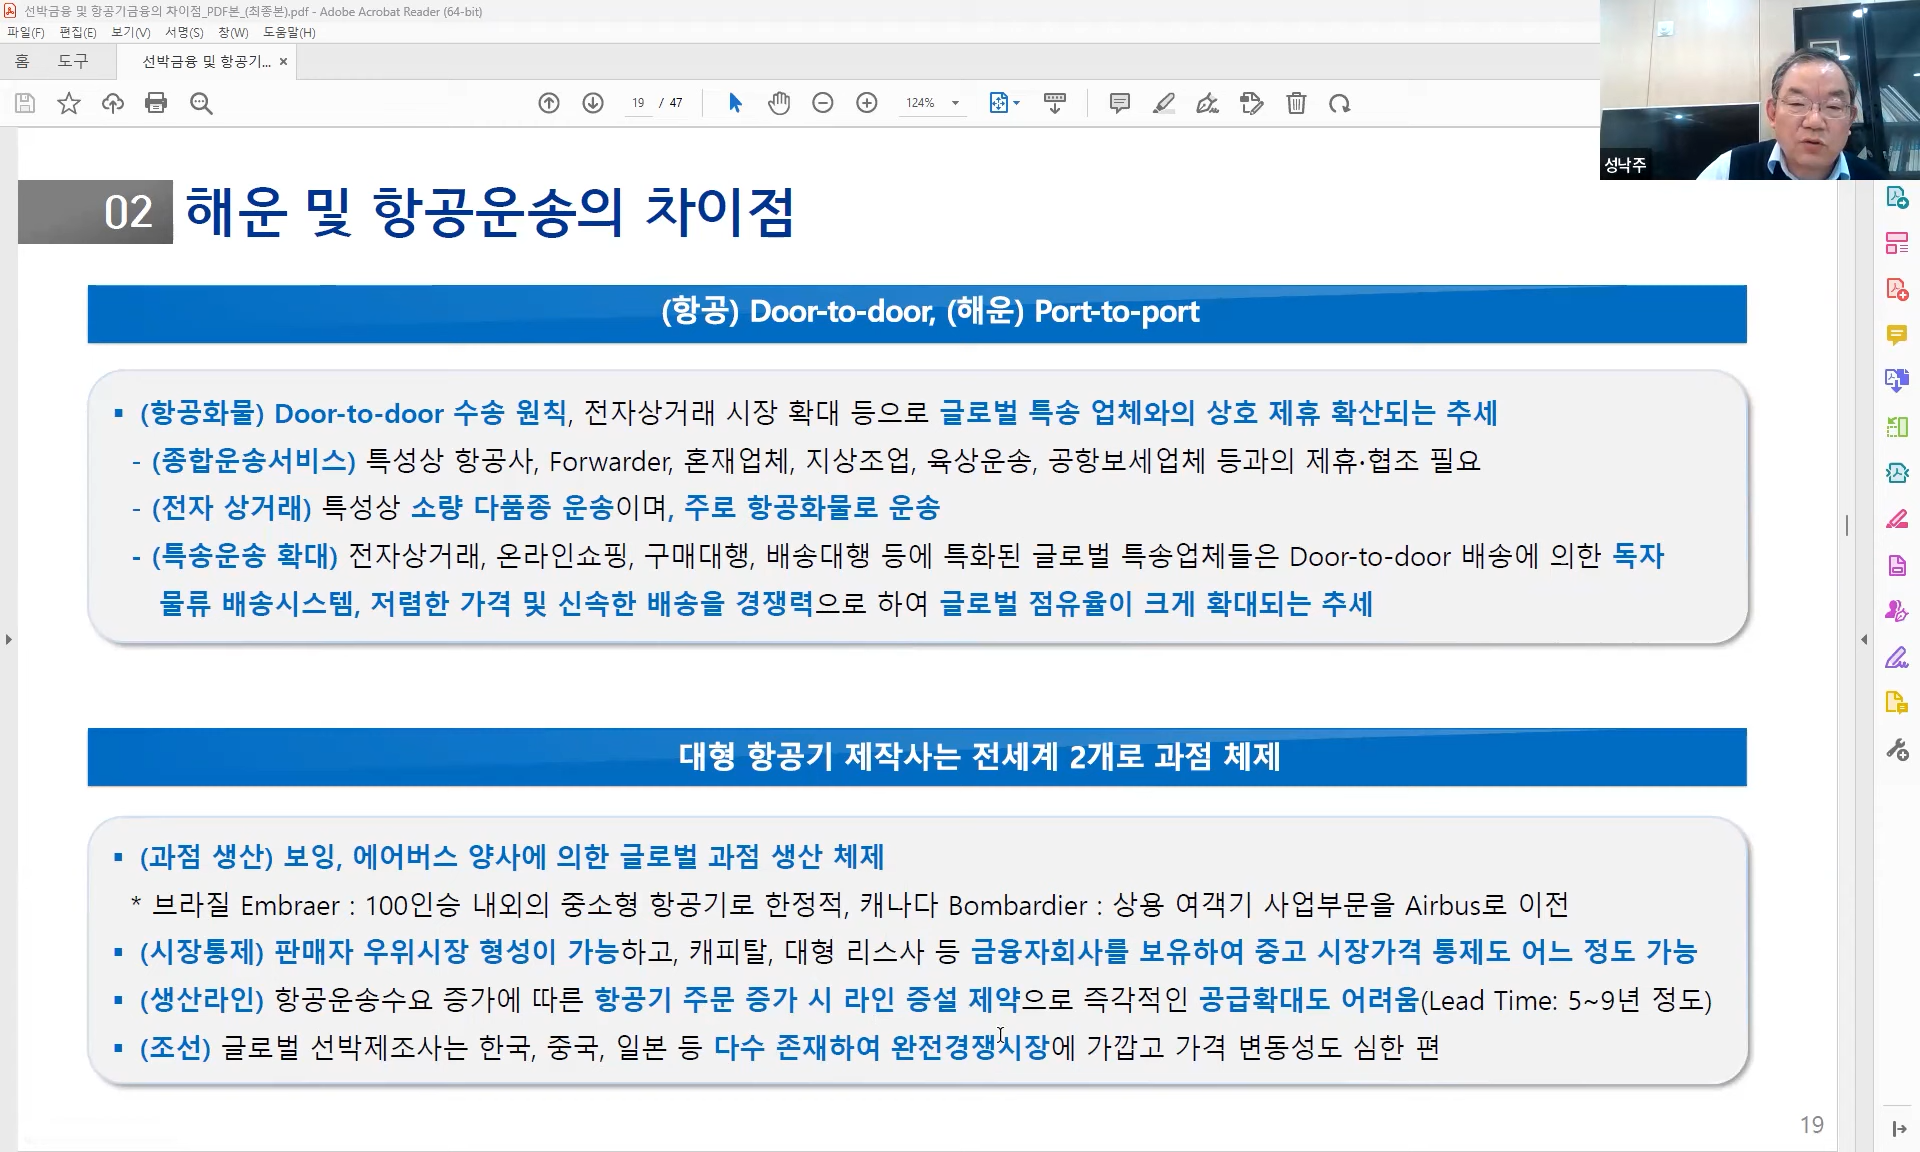 선박금융 및 항공기금융의 차이점_PDF본_(최종본).pdf - Adobe Acrobat Reader (64-bit)
파일(F) 편집(E) 보기(V) 서명(S) 창(W) 도움말(H)
홈 도구 선박금융 및 항공기... ×
19 / 47 124%
성낙주
02 해운 및 항공운송의 차이점
(항공) Door-to-door, (해운) Port-to-port
▪ (항공화물) Door-to-door 수송 원칙, 전자상거래 시장 확대 등으로 글로벌 특송 업체와의 상호 제휴 확산되는 추세
- (종합운송서비스) 특성상 항공사, Forwarder, 혼재업체, 지상조업, 육상운송, 공항보세업체 등과의 제휴·협조 필요
- (전자 상거래) 특성상 소량 다품종 운송이며, 주로 항공화물로 운송
- (특송운송 확대) 전자상거래, 온라인쇼핑, 구매대행, 배송대행 등에 특화된 글로벌 특송업체들은 Door-to-door 배송에 의한 독자
물류 배송시스템, 저렴한 가격 및 신속한 배송을 경쟁력으로 하여 글로벌 점유율이 크게 확대되는 추세
대형 항공기 제작사는 전세계 2개로 과점 체제
▪ (과점 생산) 보잉, 에어버스 양사에 의한 글로벌 과점 생산 체제
* 브라질 Embraer : 100인승 내외의 중소형 항공기로 한정적, 캐나다 Bombardier : 상용 여객기 사업부문을 Airbus로 이전
▪ (시장통제) 판매자 우위시장 형성이 가능하고, 캐피탈, 대형 리스사 등 금융자회사를 보유하여 중고 시장가격 통제도 어느 정도 가능
▪ (생산라인) 항공운송수요 증가에 따른 항공기 주문 증가 시 라인 증설 제약으로 즉각적인 공급확대도 어려움(Lead Time: 5~9년 정도)
▪ (조선) 글로벌 선박제조사는 한국, 중국, 일본 등 다수 존재하여 완전경쟁시장에 가깝고 가격 변동성도 심한 편
19